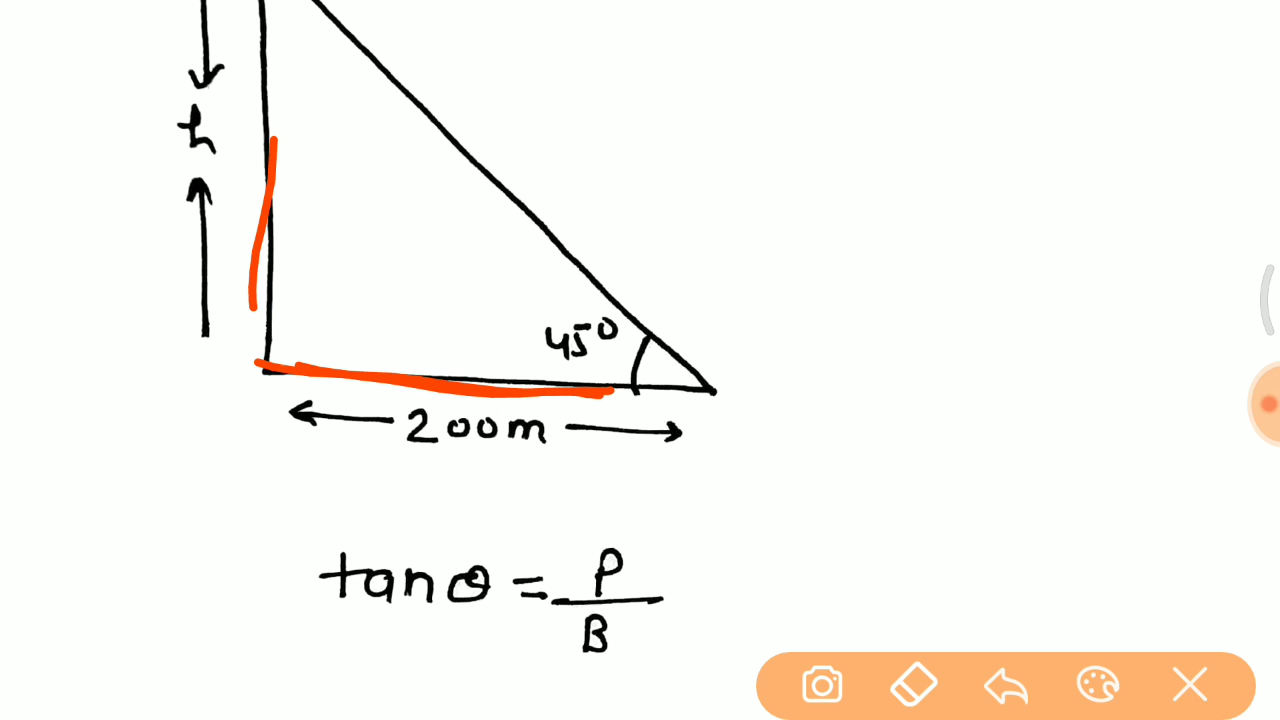 h
45°
200m
tanθ = P
B